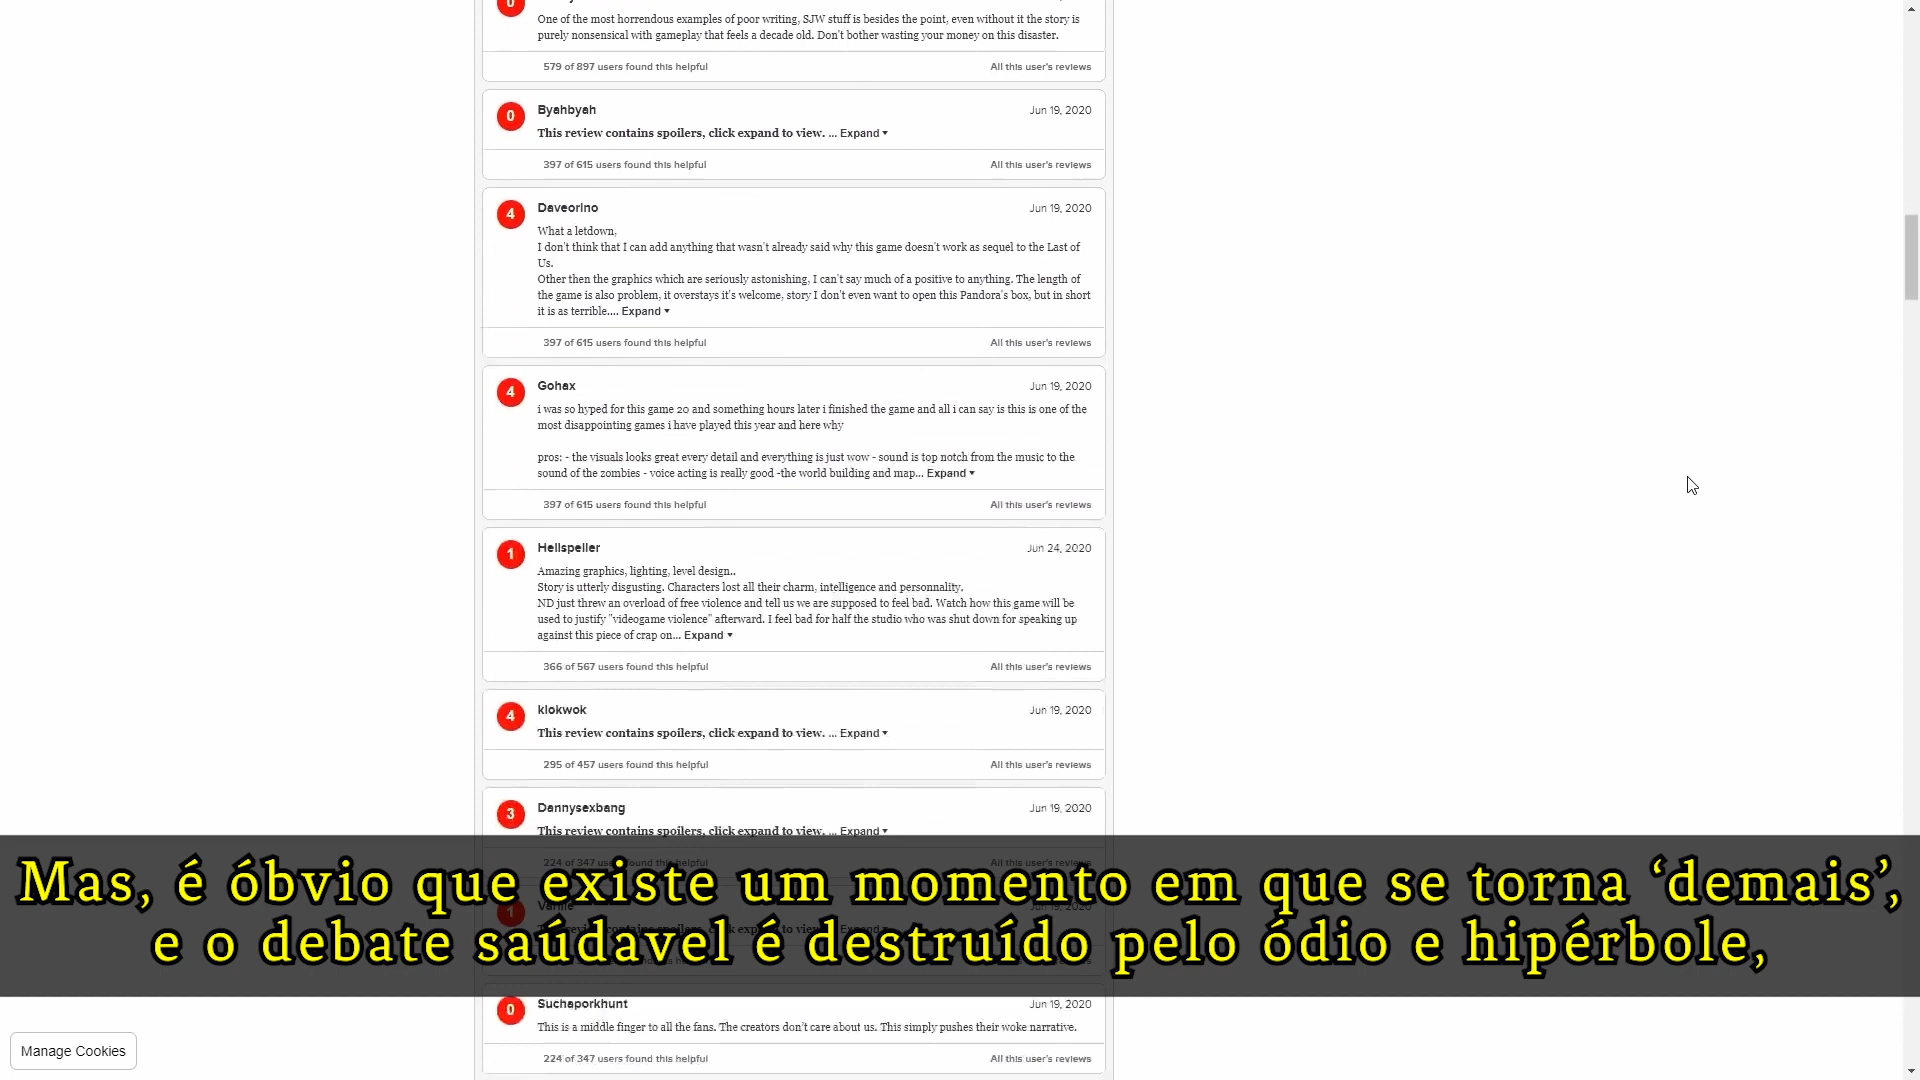 0
One of the most horrendous examples of poor writing, SJW stuff is besides the point, even without it the story is
purely nonsensical with gameplay that feels a decade old. Don't bother wasting your money on this disaster.
579 of 897 users found this helpful All this user's reviews
0 Byahbyah Jun 19, 2020
This review contains spoilers, click expand to view. ... Expand
397 of 615 users found this helpful All this user's reviews
4 Daveorino Jun 19, 2020
What a letdown,
I don't think that I can add anything that wasn't already said why this game doesn't work as sequel to the Last of
Us.
Other then the graphics which are seriously astonishing, I can't say much of a positive to anything. The length of
the game is also problem, it overstays it's welcome, story I don't even want to open this Pandora's box, but in short
it is as terrible.... Expand
397 of 615 users found this helpful All this user's reviews
4 Gohax Jun 19, 2020
i was so hyped for this game 20 and something hours later i finished the game and all i can say is this is one of the
most disappointing games i have played this year and here why
pros: - the visuals looks great every detail and everything is just wow - sound is top notch from the music to the
sound of the zombies - voice acting is really good -the world building and map... Expand
397 of 615 users found this helpful All this user's reviews
1 Hellspeller Jun 24, 2020
Amazing graphics, lighting, level design..
Story is utterly disgusting. Characters lost all their charm, intelligence and personnality.
ND just threw an overload of free violence and tell us we are supposed to feel bad. Watch how this game will be
used to justify "videogame violence" afterward. I feel bad for half the studio who was shut down for speaking up
against this piece of crap on... Expand
366 of 567 users found this helpful All this user's reviews
4 klokwok Jun 19, 2020
This review contains spoilers, click expand to view. ... Expand
295 of 457 users found this helpful All this user's reviews
3 Dannysexbang Jun 19, 2020
This review contains spoilers, click expand to view. ... Expand
224 of 347 users found this helpful All this user's reviews
Mas, é óbvio que existe um momento em que se torna ‘demais’,
e o debate saúdavel é destruído pelo ódio e hipérbole,
0 Suchaporkhunt Jun 19, 2020
This is a middle finger to all the fans. The creators don't care about us. This simply pushes their woke narrative.
224 of 347 users found this helpful All this user's reviews
Manage Cookies